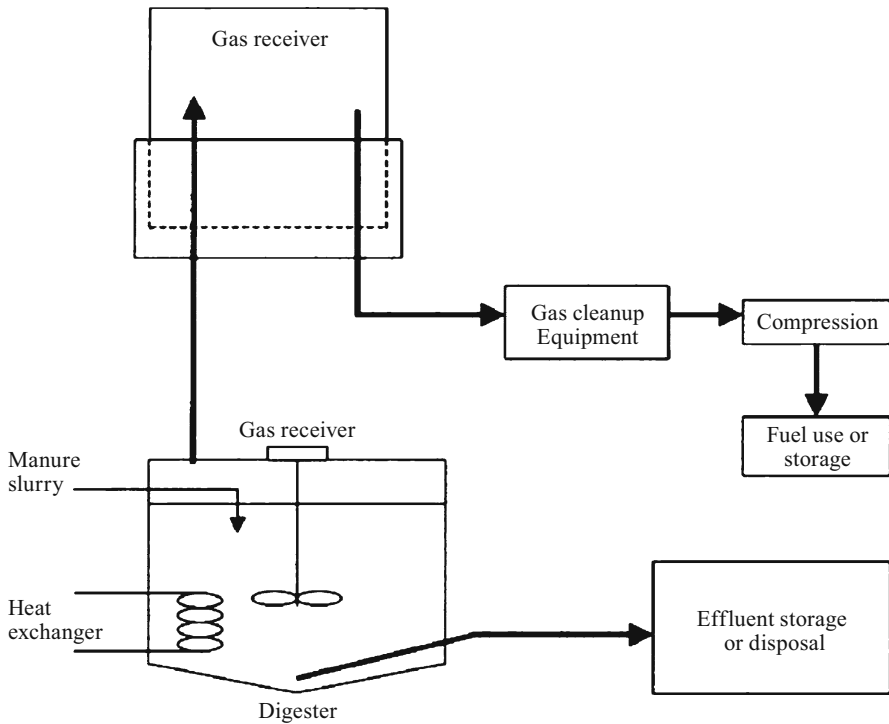 Gas receiver
Gas cleanup
Equipment
Compression
Fuel use or
storage
Gas receiver
Manure
slurry
Heat
exchanger
Effluent storage
or disposal
Digester